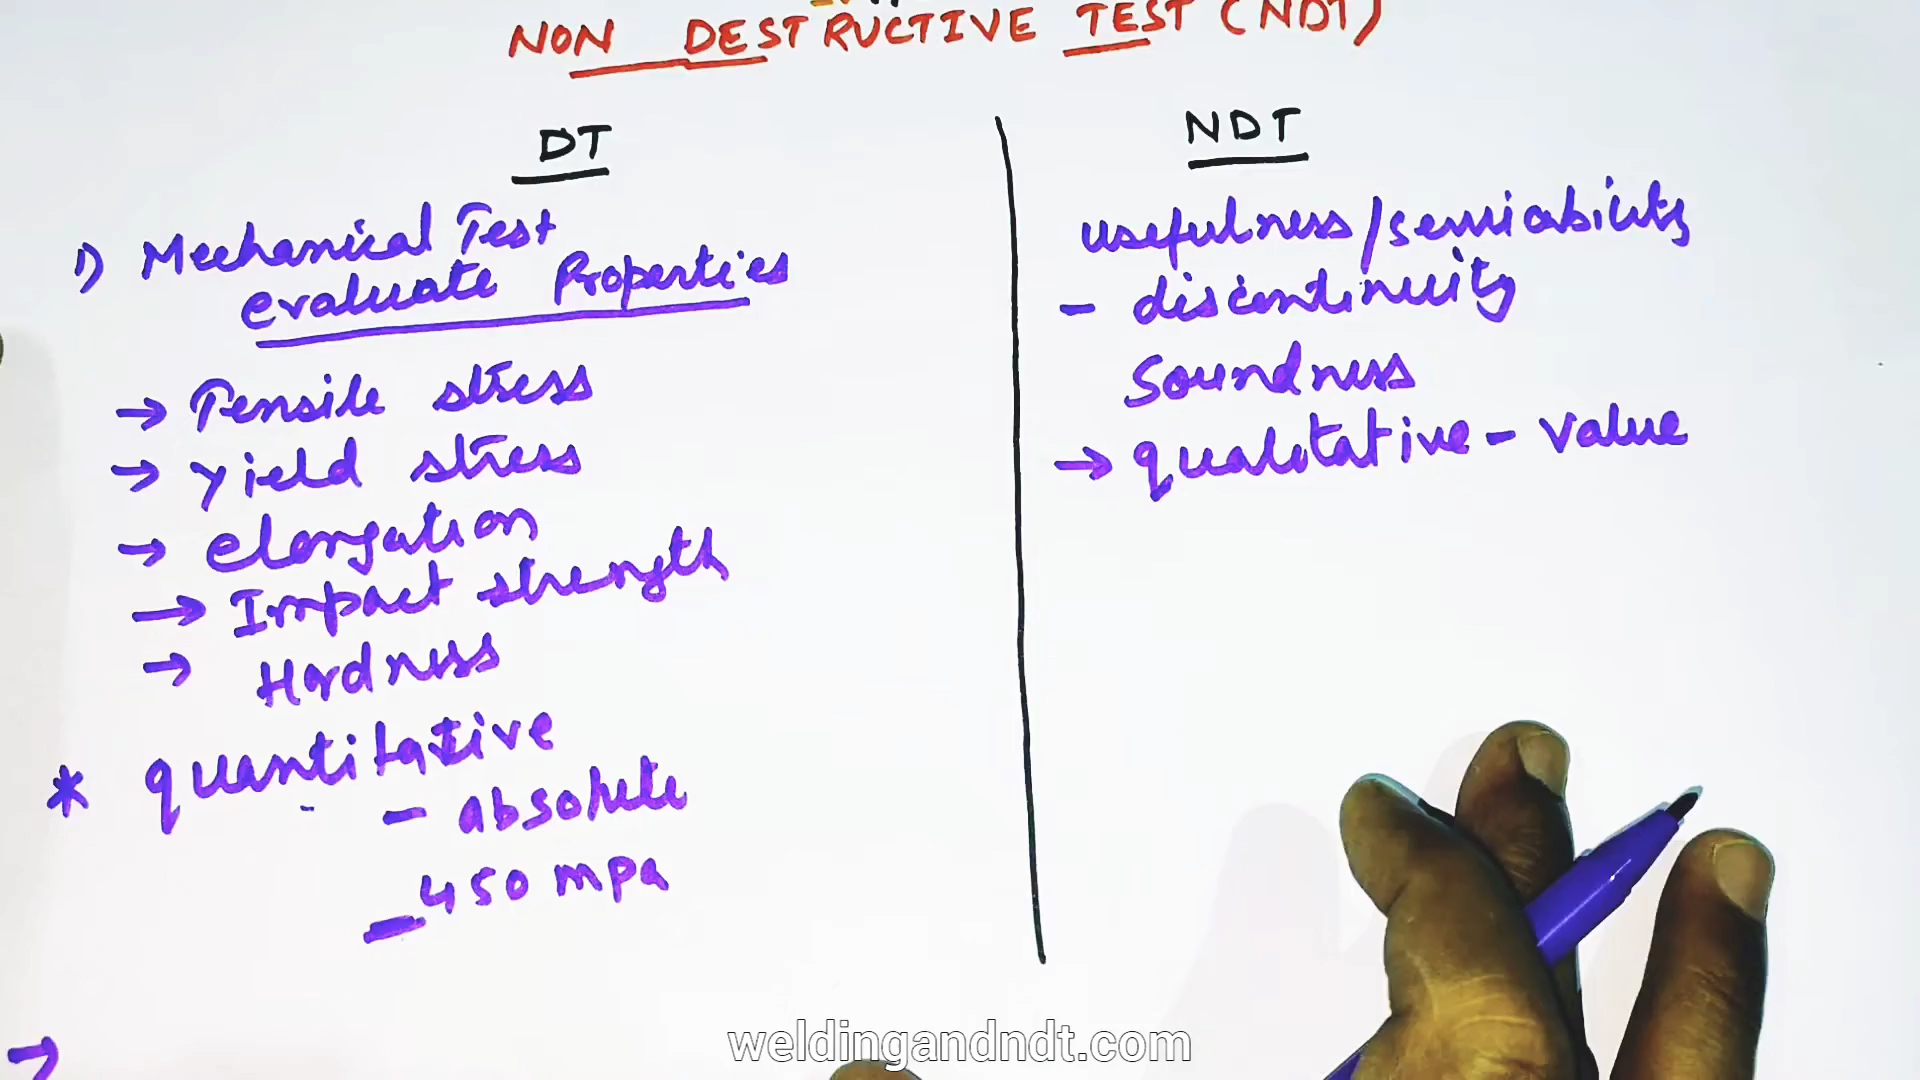 NON DESTRUCTIVE TEST (NDT)
DT
1) Mechanical Test
evaluate Properties
→ Tensile stress
→ yield stress
→ elongation
→ Impact strength
→ Hardness
* quantitative
- absolute
- 450 mpa
→
NDT
usefulness/serviability
- discontinuity
Soundness
→ qualitative - value
weldingandndt.com